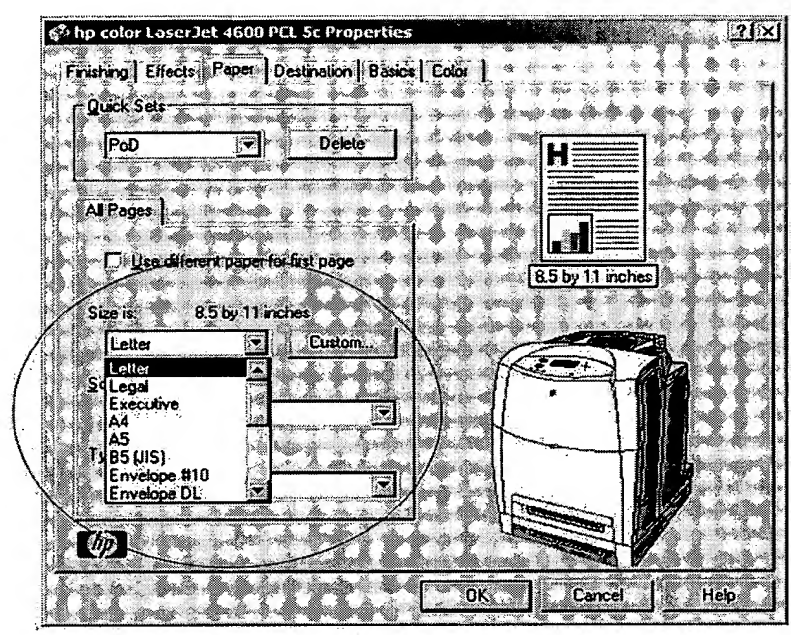 hp color LaserJet 4600 PCL 5c Properties
Finishing Effects Paper Destination Basics Color
Quick Sets
PoD Delete
H
8.5 by 11 inches
All Pages
Use different paper for first page
Size is: 8.5 by 11 inches
Letter Custom...
Letter
Legal
Executive
A4
A5
B5 (JIS)
Envelope #10
Envelope DL
hp
OK Cancel Help